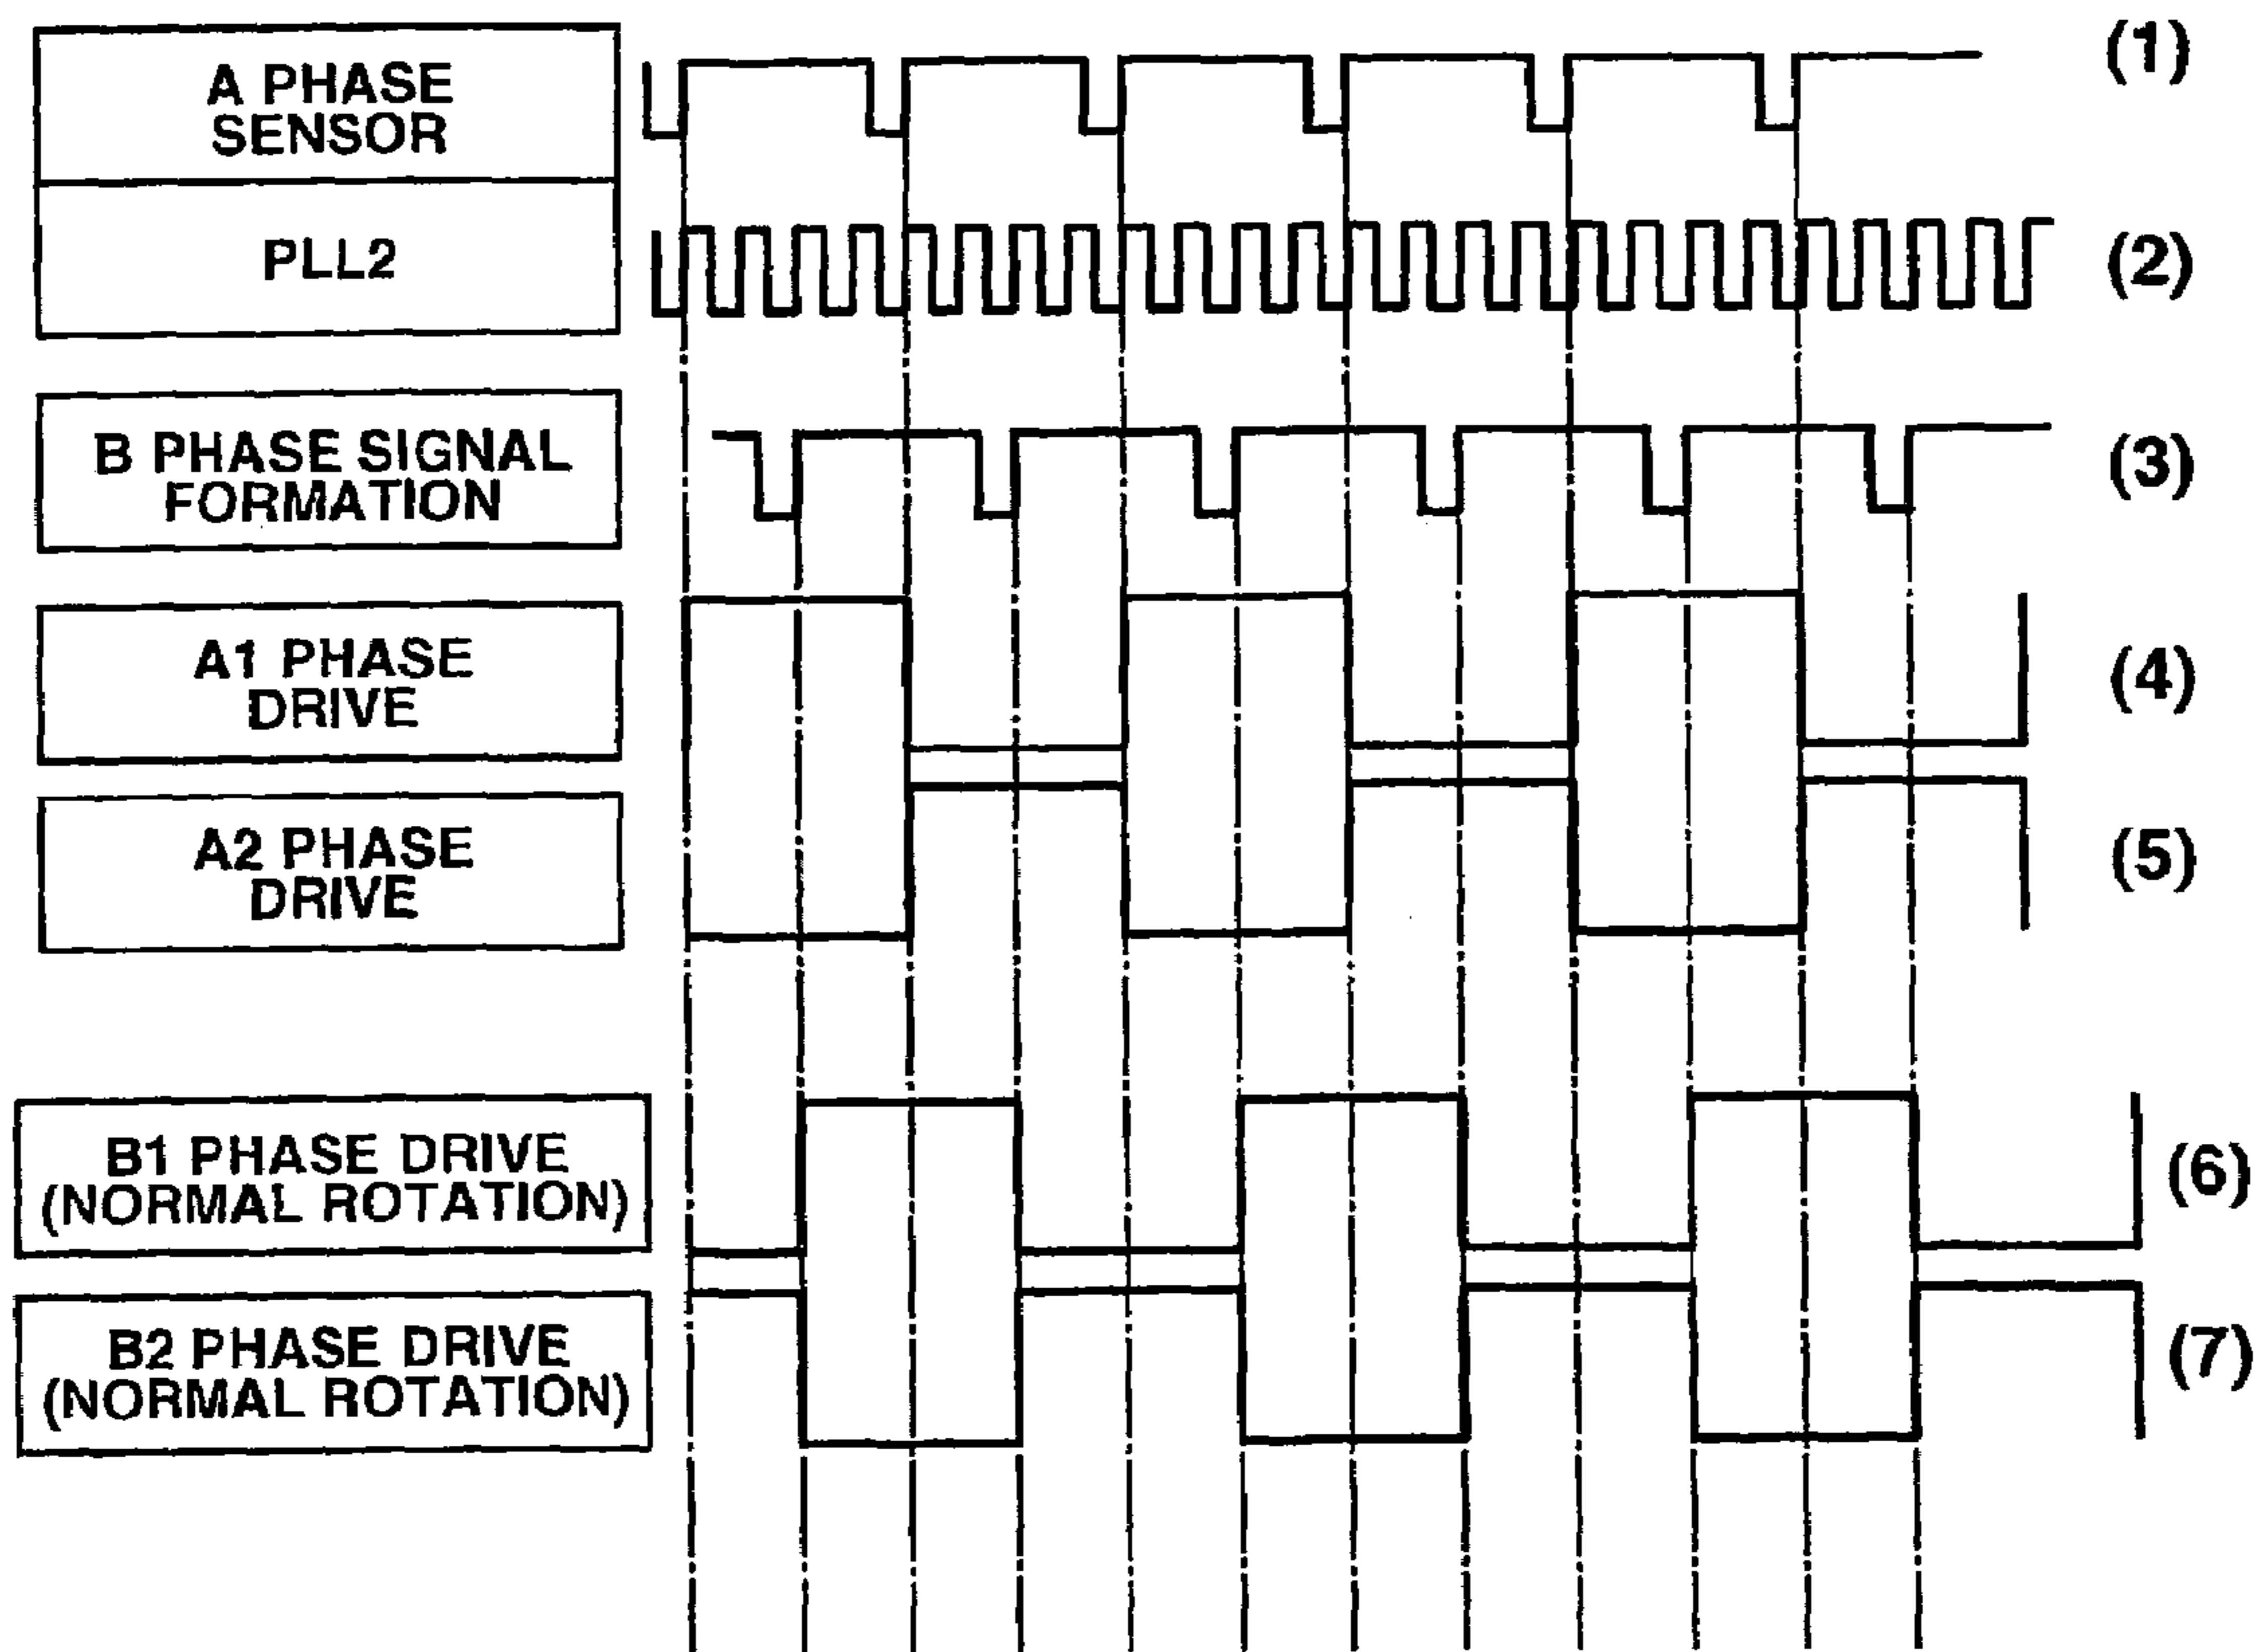 A PHASE
SENSOR
(1)
PLL2
(2)
B PHASE SIGNAL
FORMATION
(3)
A1 PHASE
DRIVE
(4)
A2 PHASE
DRIVE
(5)
B1 PHASE DRIVE
(NORMAL ROTATION)
(6)
B2 PHASE DRIVE
(NORMAL ROTATION)
(7)